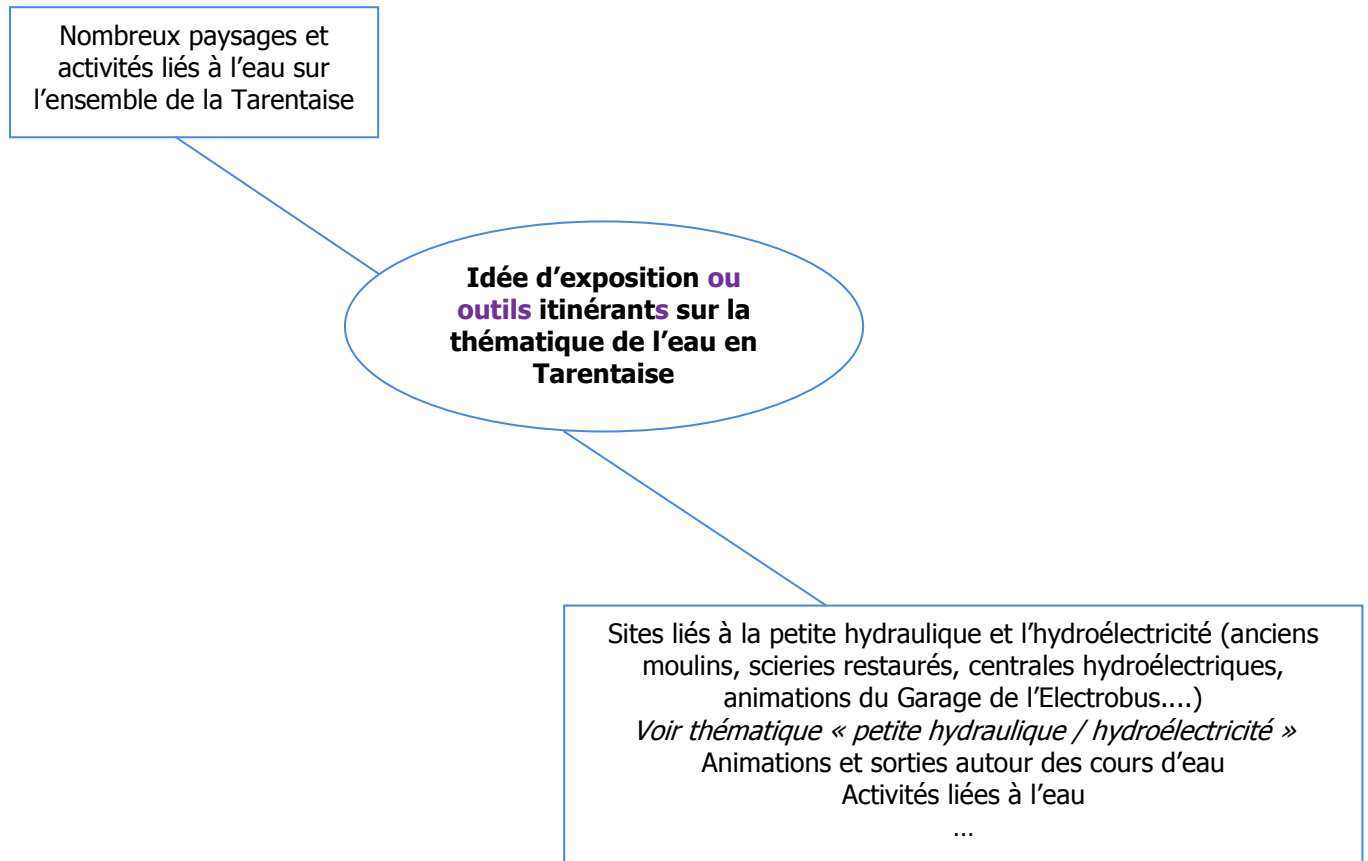 Nombreux paysages et
activités liés à l’eau sur
l’ensemble de la Tarentaise
Idée d’exposition ou
outils itinérants sur la
thématique de l’eau en
Tarentaise
Sites liés à la petite hydraulique et l’hydroélectricité (anciens
moulins, scieries restaurés, centrales hydroélectriques,
animations du Garage de l’Electrobus....)
Voir thématique « petite hydraulique / hydroélectricité »
Animations et sorties autour des cours d’eau
Activités liées à l’eau
…